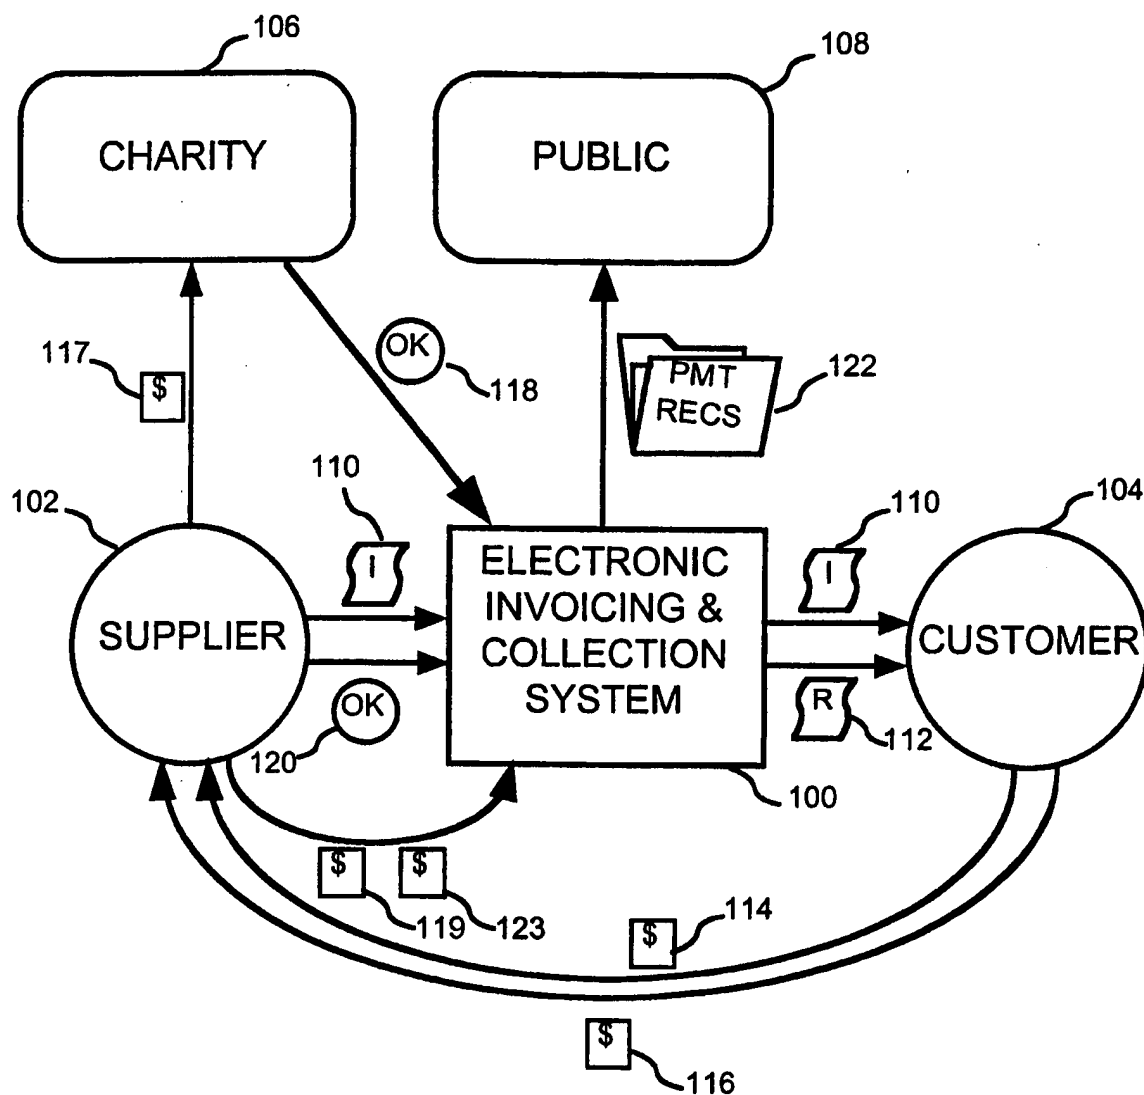 106
108
CHARITY
PUBLIC
117
$
OK
118
PMT
RECS
122
102
110
I
104
110
I
SUPPLIER
ELECTRONIC
INVOICING &
COLLECTION
SYSTEM
CUSTOMER
OK
120
R
112
100
$
$
119
123
$
114
$
116